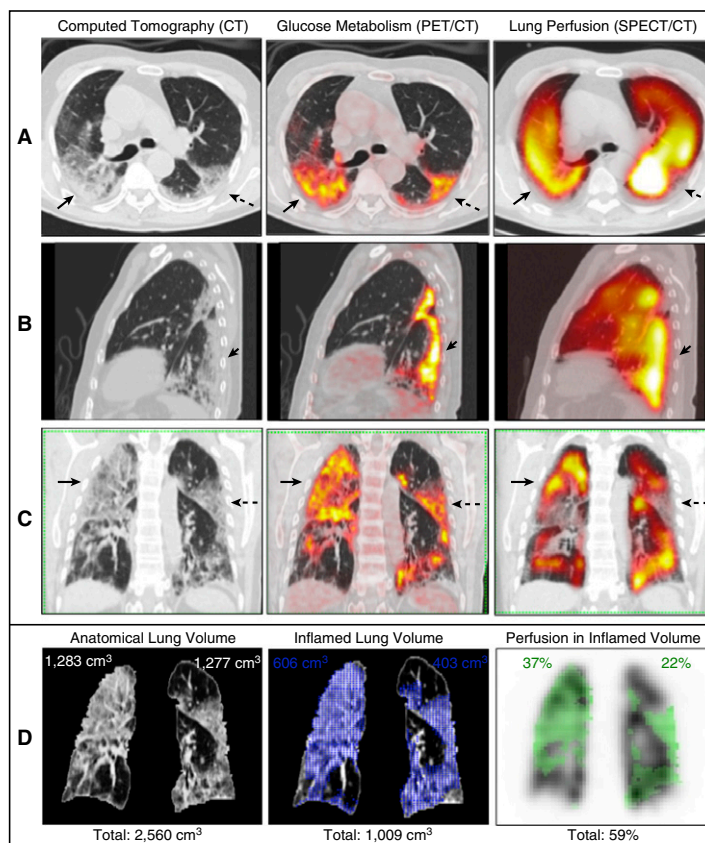 Computed Tomography (CT) Glucose Metabolism (PET/CT) Lung Perfusion (SPECT/CT)
A
B
C
Anatomical Lung Volume Inflamed Lung Volume Perfusion in Inflamed Volume
1,283 cm³ 1,277 cm³ 606 cm³ 403 cm³ 37% 22%
D
Total: 2,560 cm³ Total: 1,009 cm³ Total: 59%